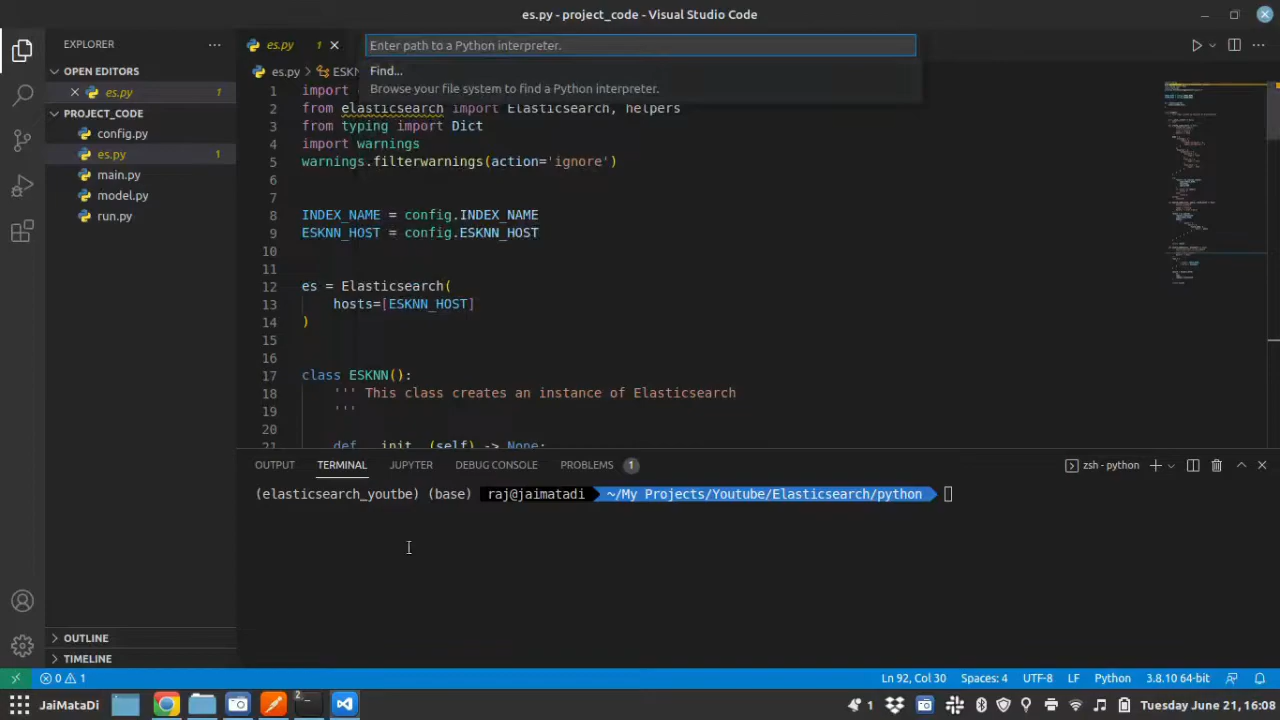 es.py - project_code - Visual Studio Code
EXPLORER
OPEN EDITORS
es.py 1
PROJECT_CODE
config.py
es.py 1
main.py
model.py
run.py
OUTLINE
TIMELINE
es.py 1
Enter path to a Python interpreter.
Find...
Browse your file system to find a Python interpreter.
es.py > ESKN
1 import
2 from elasticsearch import Elasticsearch, helpers
3 from typing import Dict
4 import warnings
5 warnings.filterwarnings(action='ignore')
6
7
8 INDEX_NAME = config.INDEX_NAME
9 ESKNN_HOST = config.ESKNN_HOST
10
11
12 es = Elasticsearch(
13 hosts=[ESKNN_HOST]
14 )
15
16
17 class ESKNN():
18 ''' This class creates an instance of Elasticsearch
19 '''
20
21 def __init__(self) -> None:
OUTPUT TERMINAL JUPYTER DEBUG CONSOLE PROBLEMS 1 zsh - python
(elasticsearch_youtbe) (base) raj@jaimatadi ~/My Projects/Youtube/Elasticsearch/python
0 1 Ln 92, Col 30 Spaces: 4 UTF-8 LF Python 3.8.10 64-bit
JaiMataDi 2 1 Tuesday June 21, 16:08